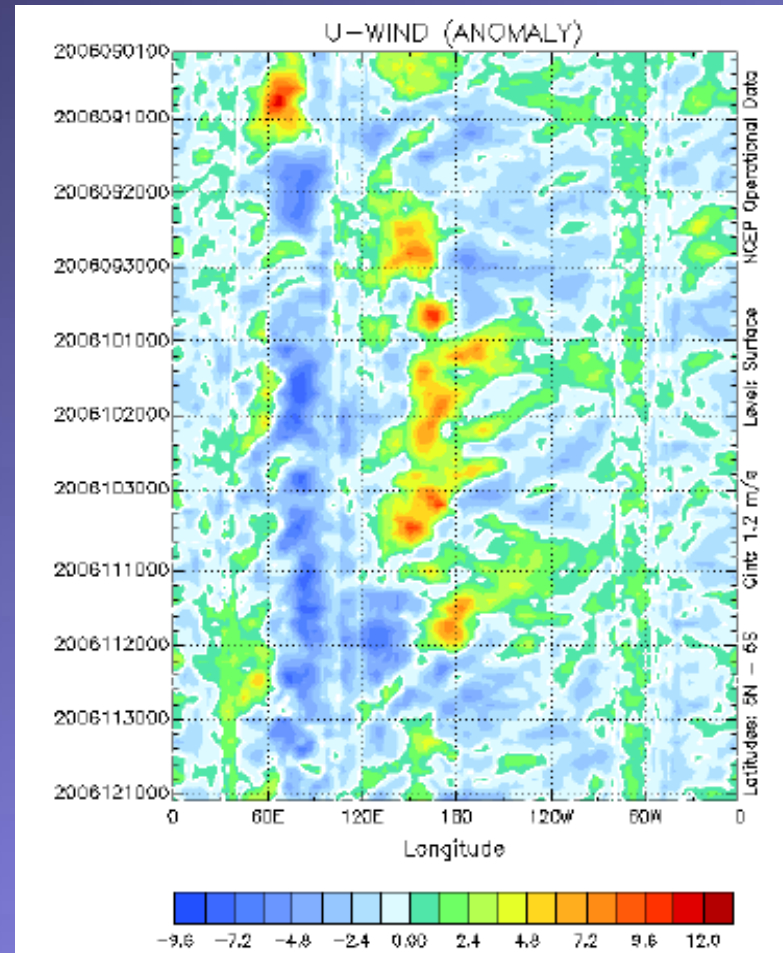 U-WIND (ANOMALY)
2006090100
2006091000
2006092000
2006093000
2006101000
2006102000
2006103000
2006111000
2006112000
2006113000
2006121000
0
60E
120E
180
120W
60W
0
Longitude
NCEP Operational Data
Level: Surface
Cint: 1.2 m/s
Latitudes: 5N - 5S
-9.6
-7.2
-4.8
-2.4
0.00
2.4
4.8
7.2
9.6
12.0